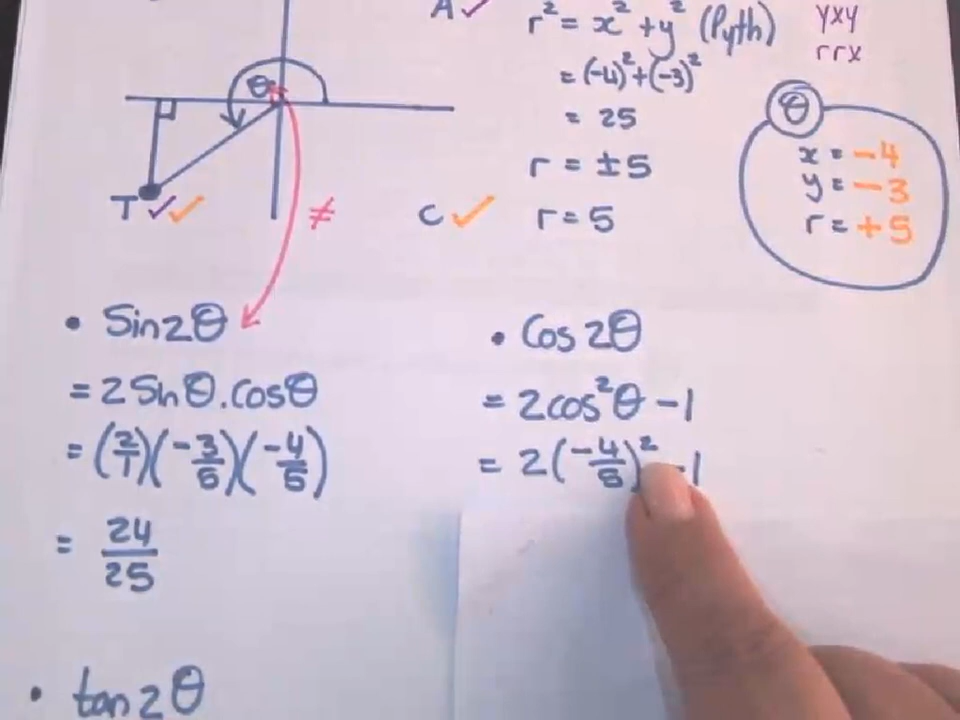 A✓
r² = x² + y² (Pyth)
= (-4)² + (-3)²
= 25
r = ±5
r = 5
yxy
rrx
θ
x = -4
y = -3
r = +5
θ
T ✓✓
≠
C ✓
• Sin2θ
= 2Sinθ.cosθ
= (2/1)(-3/5)(-4/5)
= 24/25
• Cos2θ
= 2cos²θ - 1
= 2(-4/5)² - 1
• tan2θ